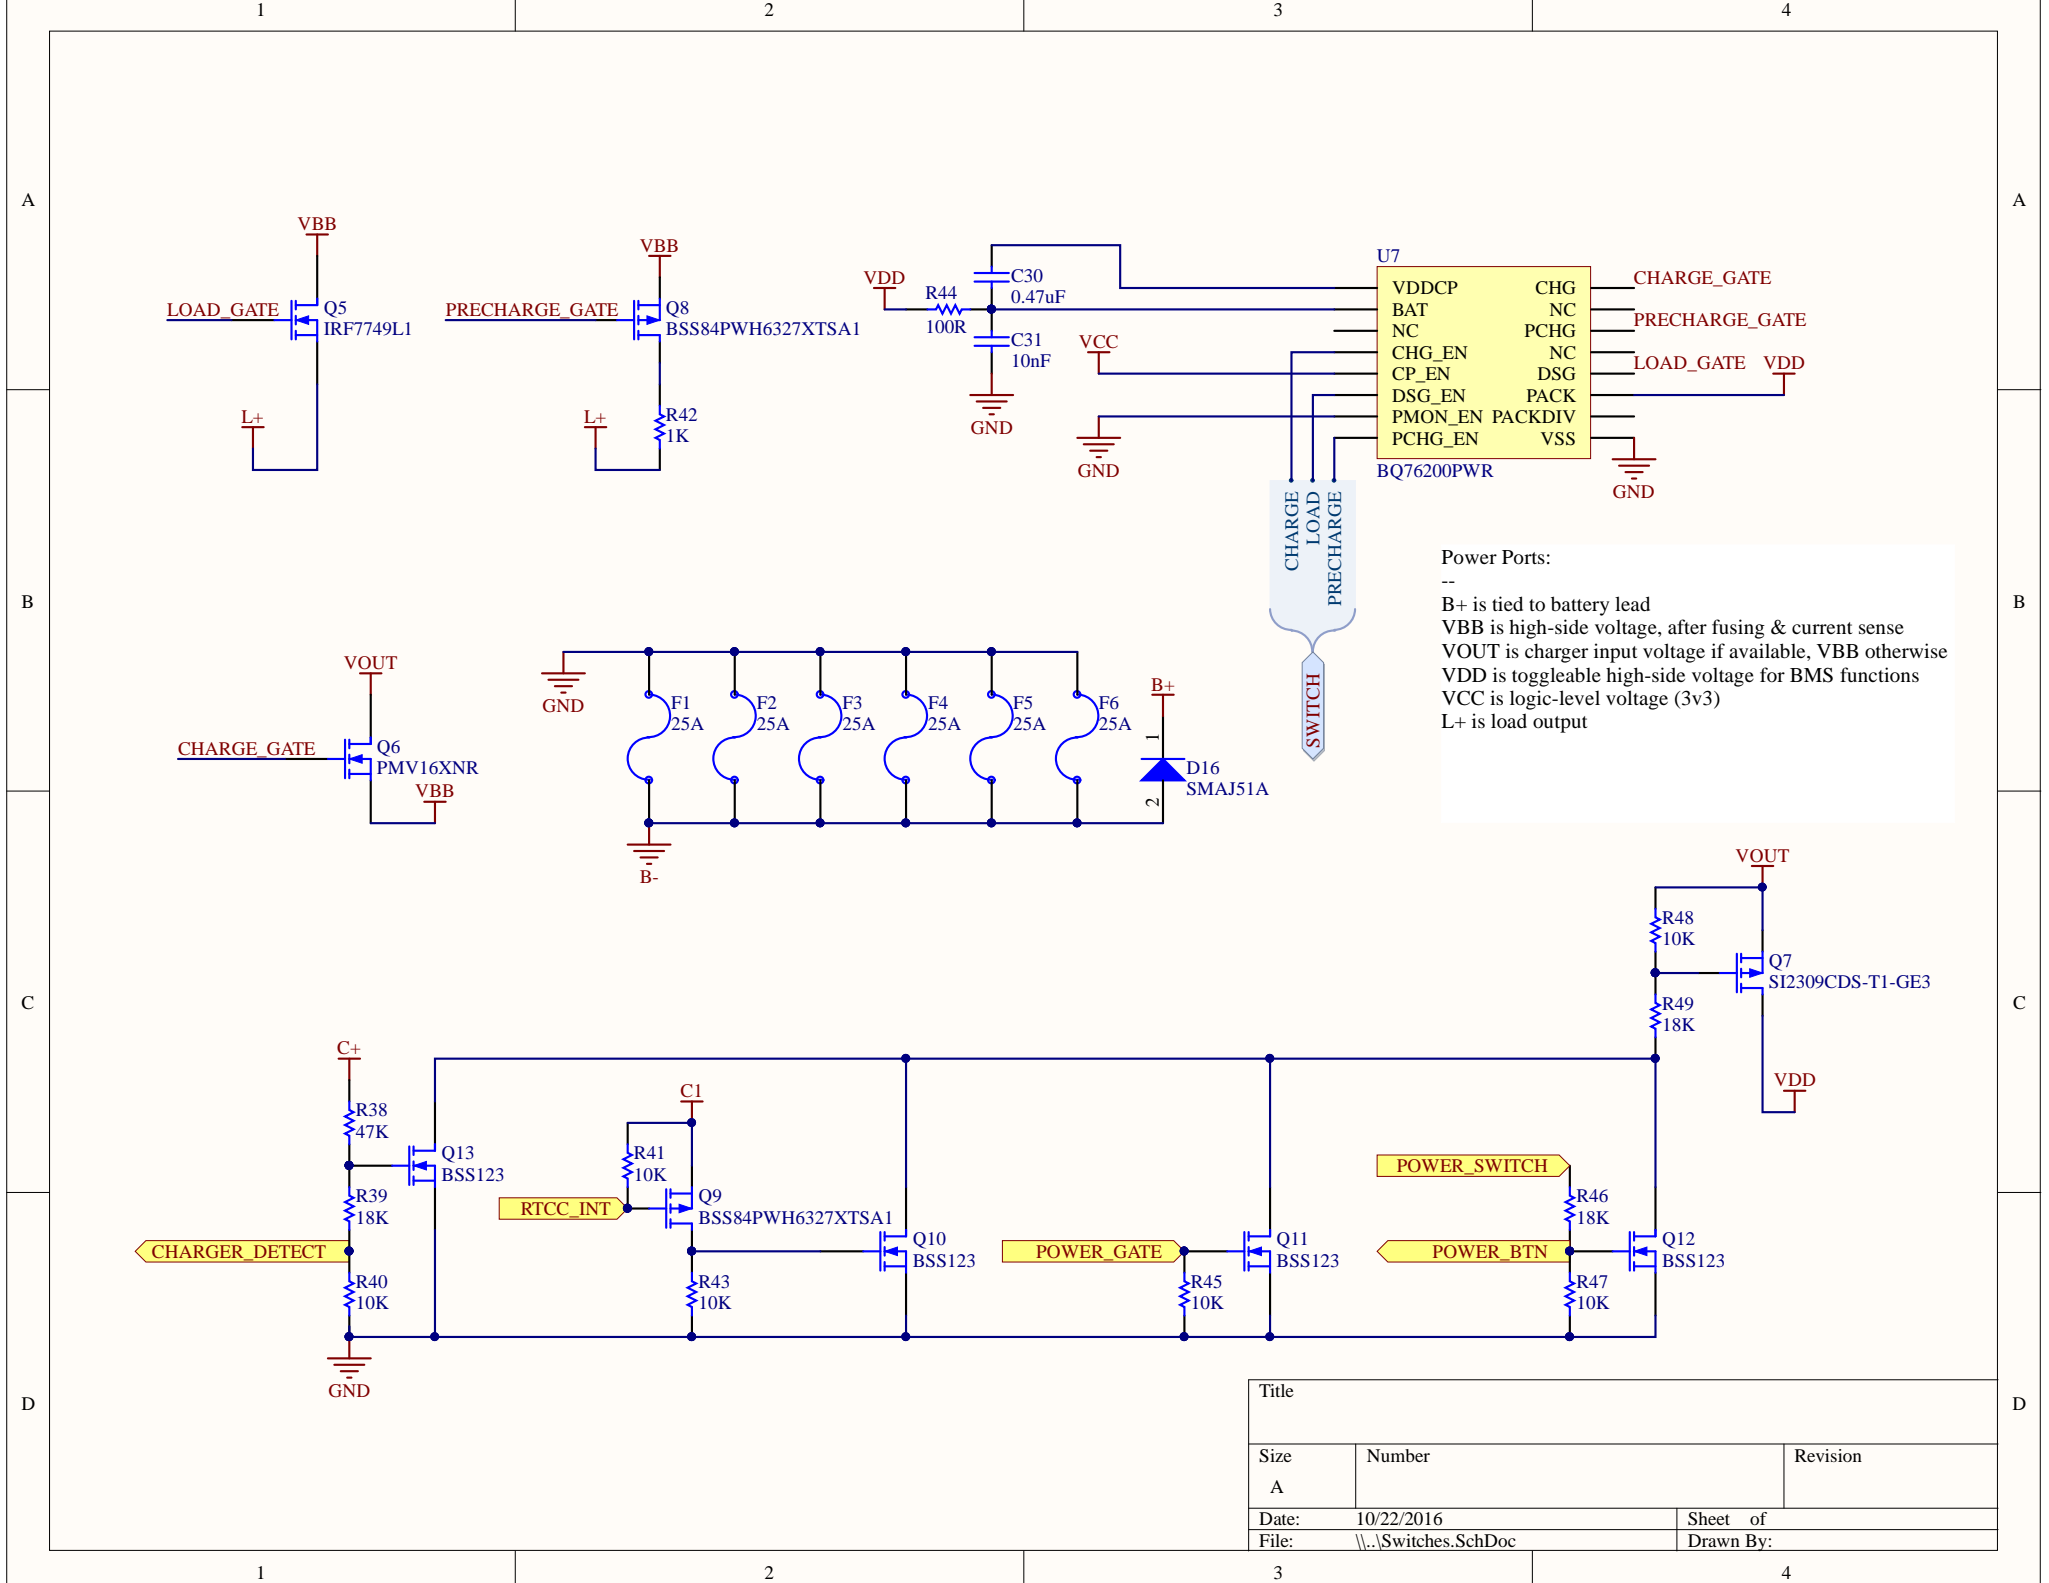 1 2 3 4
A A
B B
C C
D D
VBB
LOAD_GATE
Q5
IRF7749L1
L+
VBB
PRECHARGE_GATE
Q8
BSS84PWH6327XTSA1
L+
R42
1K
VDD
R44
100R
C30
0.47uF
C31
10nF
GND
VCC
GND
U7
VDDCP CHG
BAT NC
NC PCHG
CHG_EN NC
CP_EN DSG
DSG_EN PACK
PMON_EN PACKDIV
PCHG_EN VSS
BQ76200PWR
CHARGE_GATE
PRECHARGE_GATE
LOAD_GATE VDD
GND
CHARGE
LOAD
PRECHARGE
SWITCH
Power Ports:
--
B+ is tied to battery lead
VBB is high-side voltage, after fusing & current sense
VOUT is charger input voltage if available, VBB otherwise
VDD is toggleable high-side voltage for BMS functions
VCC is logic-level voltage (3v3)
L+ is load output
VOUT
CHARGE_GATE
Q6
PMV16XNR
VBB
GND
F1
25A
F2
25A
F3
25A
F4
25A
F5
25A
F6
25A
B+
1
D16
SMAJ51A
2
B-
VOUT
R48
10K
Q7
SI2309CDS-T1-GE3
R49
18K
VDD
C+
R38
47K
Q13
BSS123
R39
18K
CHARGER_DETECT
R40
10K
GND
C1
R41
10K
RTCC_INT
Q9
BSS84PWH6327XTSA1
R43
10K
Q10
BSS123
POWER_GATE
R45
10K
Q11
BSS123
POWER_SWITCH
R46
18K
POWER_BTN
R47
10K
Q12
BSS123
Title
Size Number Revision
A
Date: 10/22/2016 Sheet of
File: \\..\Switches.SchDoc Drawn By:
1 2 3 4